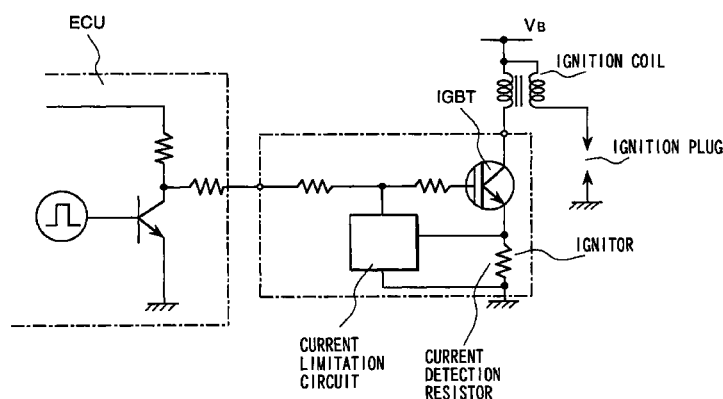 ECU
VB
IGNITION COIL
IGBT
IGNITION PLUG
IGNITOR
CURRENT
LIMITATION
CIRCUIT
CURRENT
DETECTION
RESISTOR